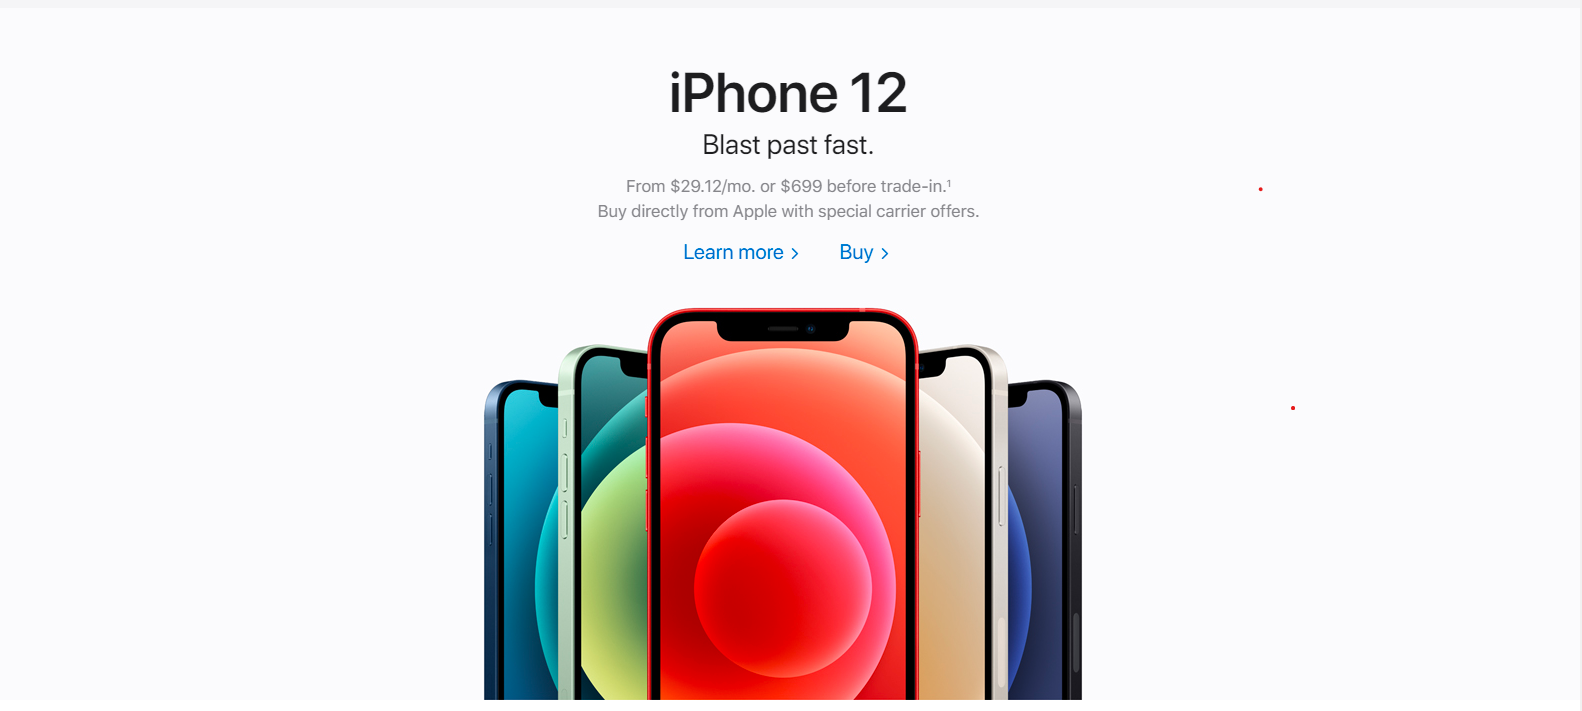 iPhone 12
Blast past fast.
From $29.12/mo. or $699 before trade-in.¹
Buy directly from Apple with special carrier offers.
Learn more > Buy >